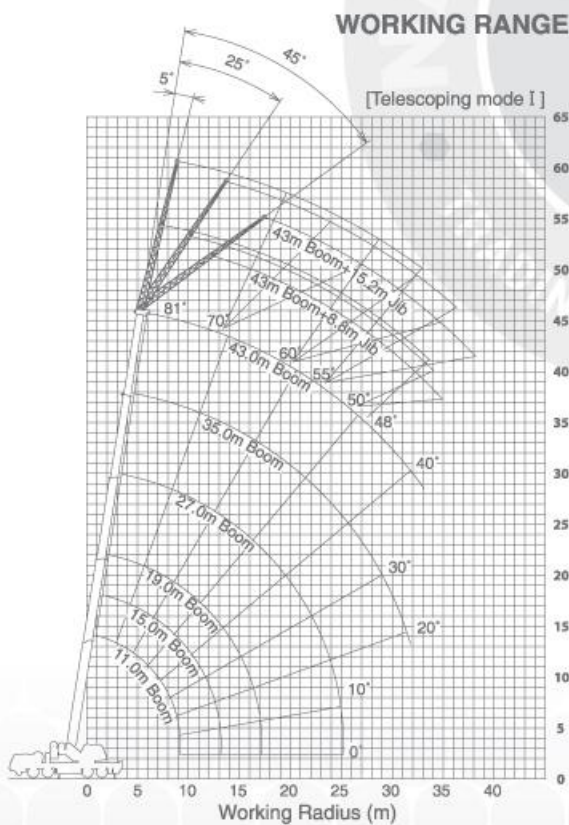 WORKING RANGE
45°
25°
5°
[Telescoping mode I]
65
60
55
50
45
40
35
30
25
20
15
10
5
0
43m Boom+15.2m Jib
43m Boom+8.8m Jib
81°
70°
60°
55°
50°
48°
40°
30°
20°
10°
0°
43.0m Boom
35.0m Boom
27.0m Boom
19.0m Boom
15.0m Boom
11.0m Boom
0 5 10 15 20 25 30 35 40
Working Radius (m)